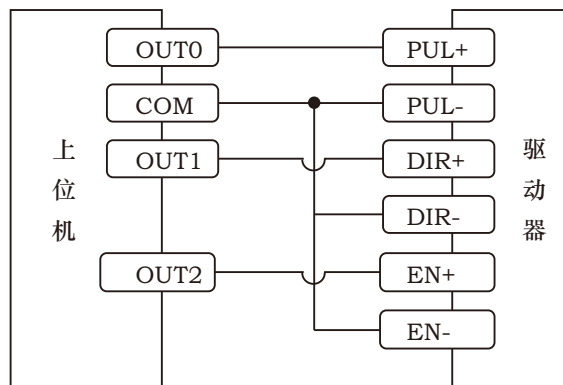 OUT0
PUL+
COM
PUL-
OUT1
DIR+
上位机
驱动器
DIR-
OUT2
EN+
EN-